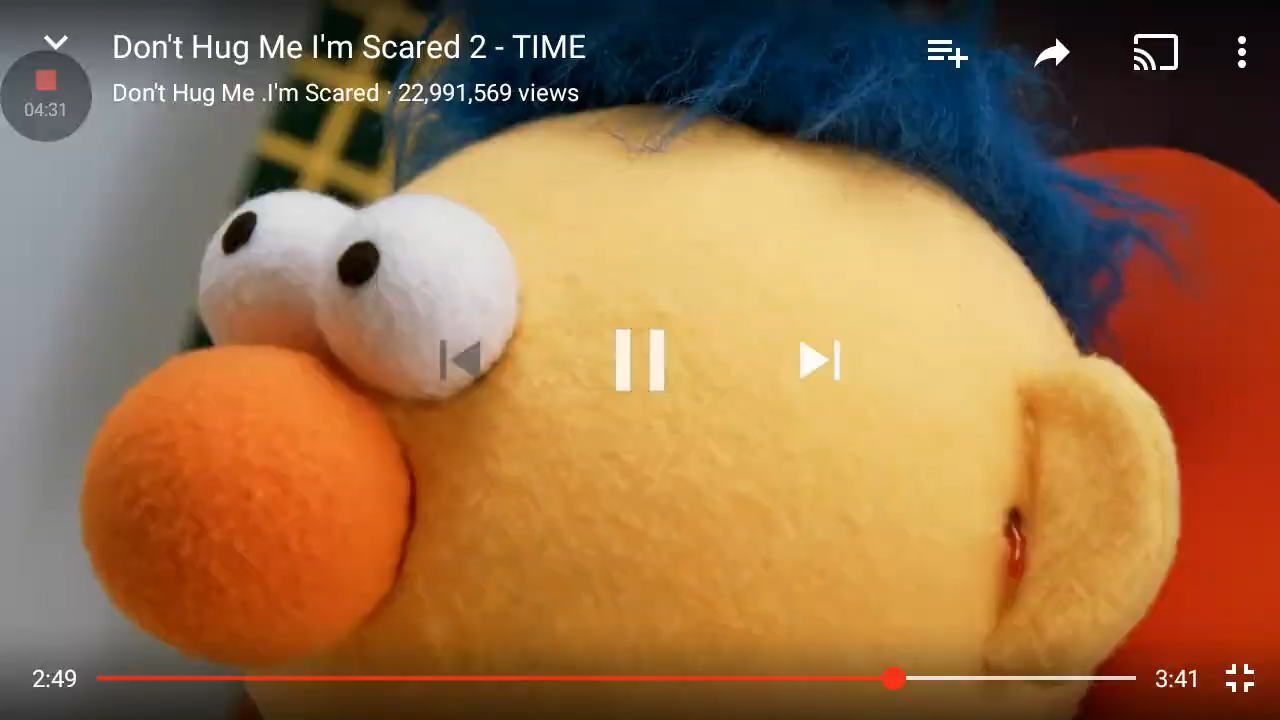 Don't Hug Me I'm Scared 2 - TIME
Don't Hug Me .I'm Scared · 22,991,569 views
04:31
2:49
3:41